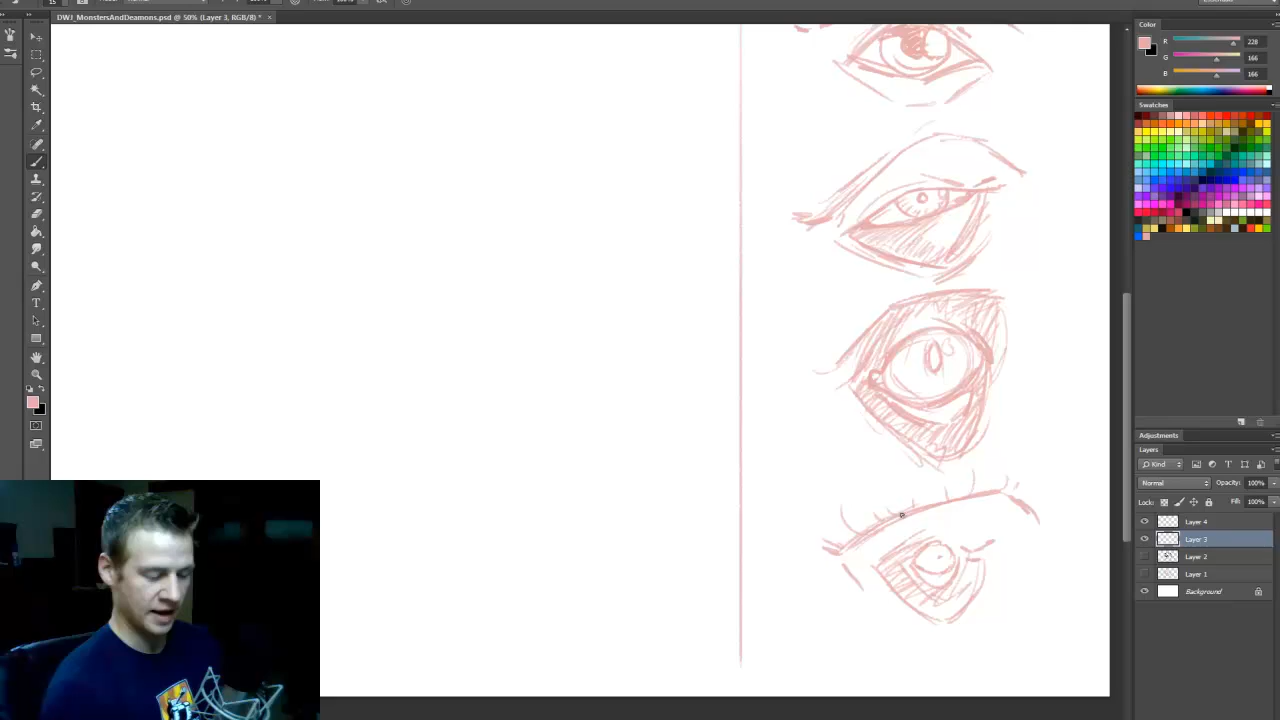 DWJ_MonstersAndDeamons.psd @ 50% (Layer 3, RGB/8) * ×
Color
R 228
G 166
B 166
Swatches
Adjustments
Layers
Kind
Normal Opacity: 100%
Lock: Fill: 100%
Layer 4
Layer 3
Layer 2
Layer 1
Background